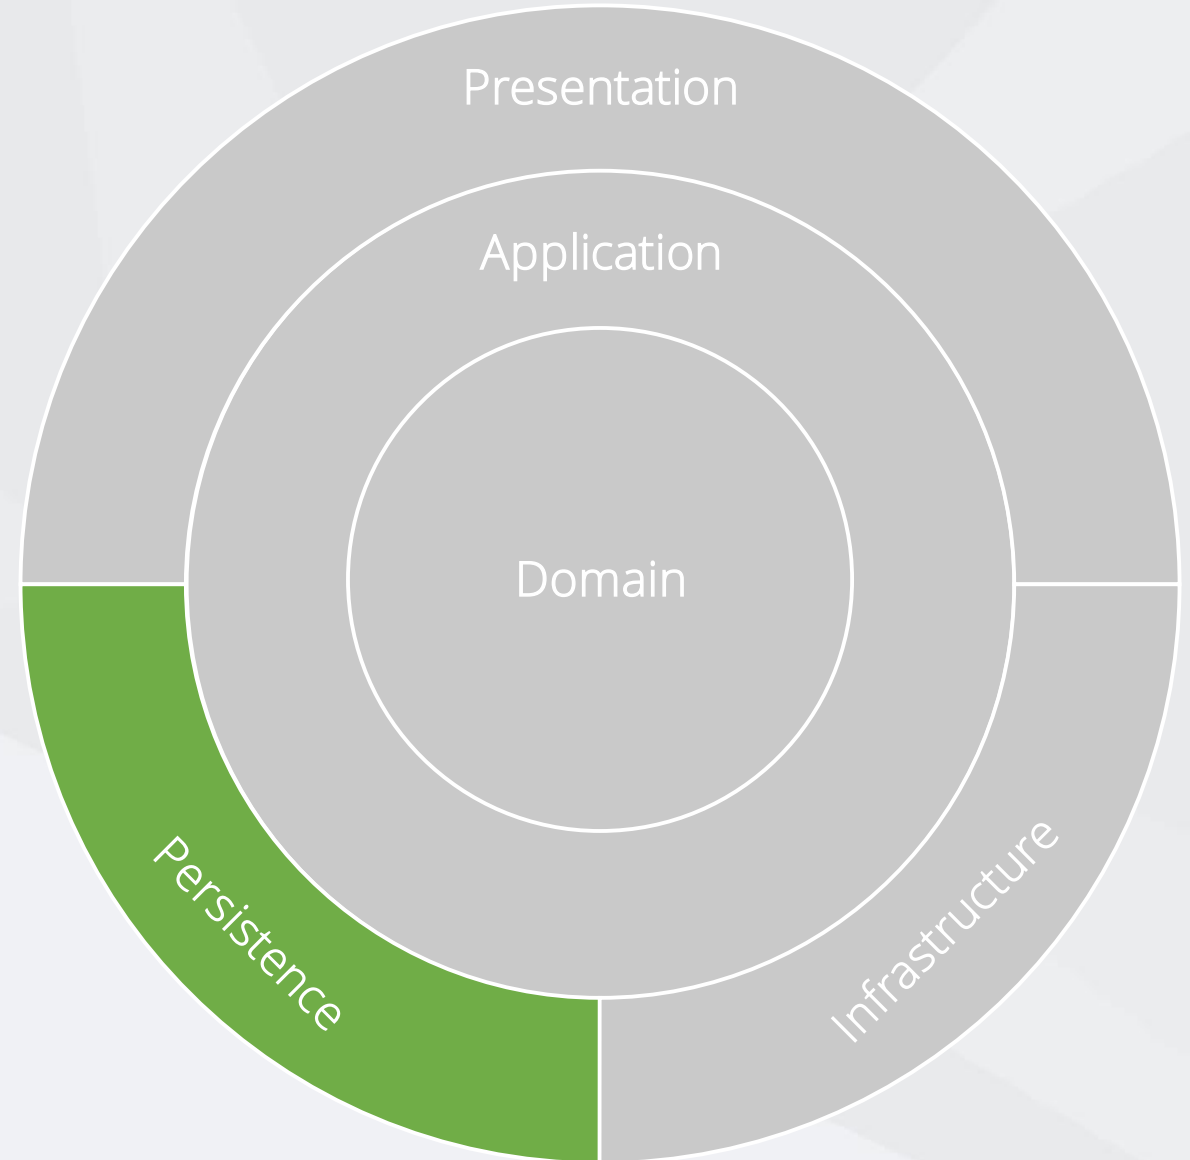 Presentation
Application
Domain
Persistence
Infrastructure